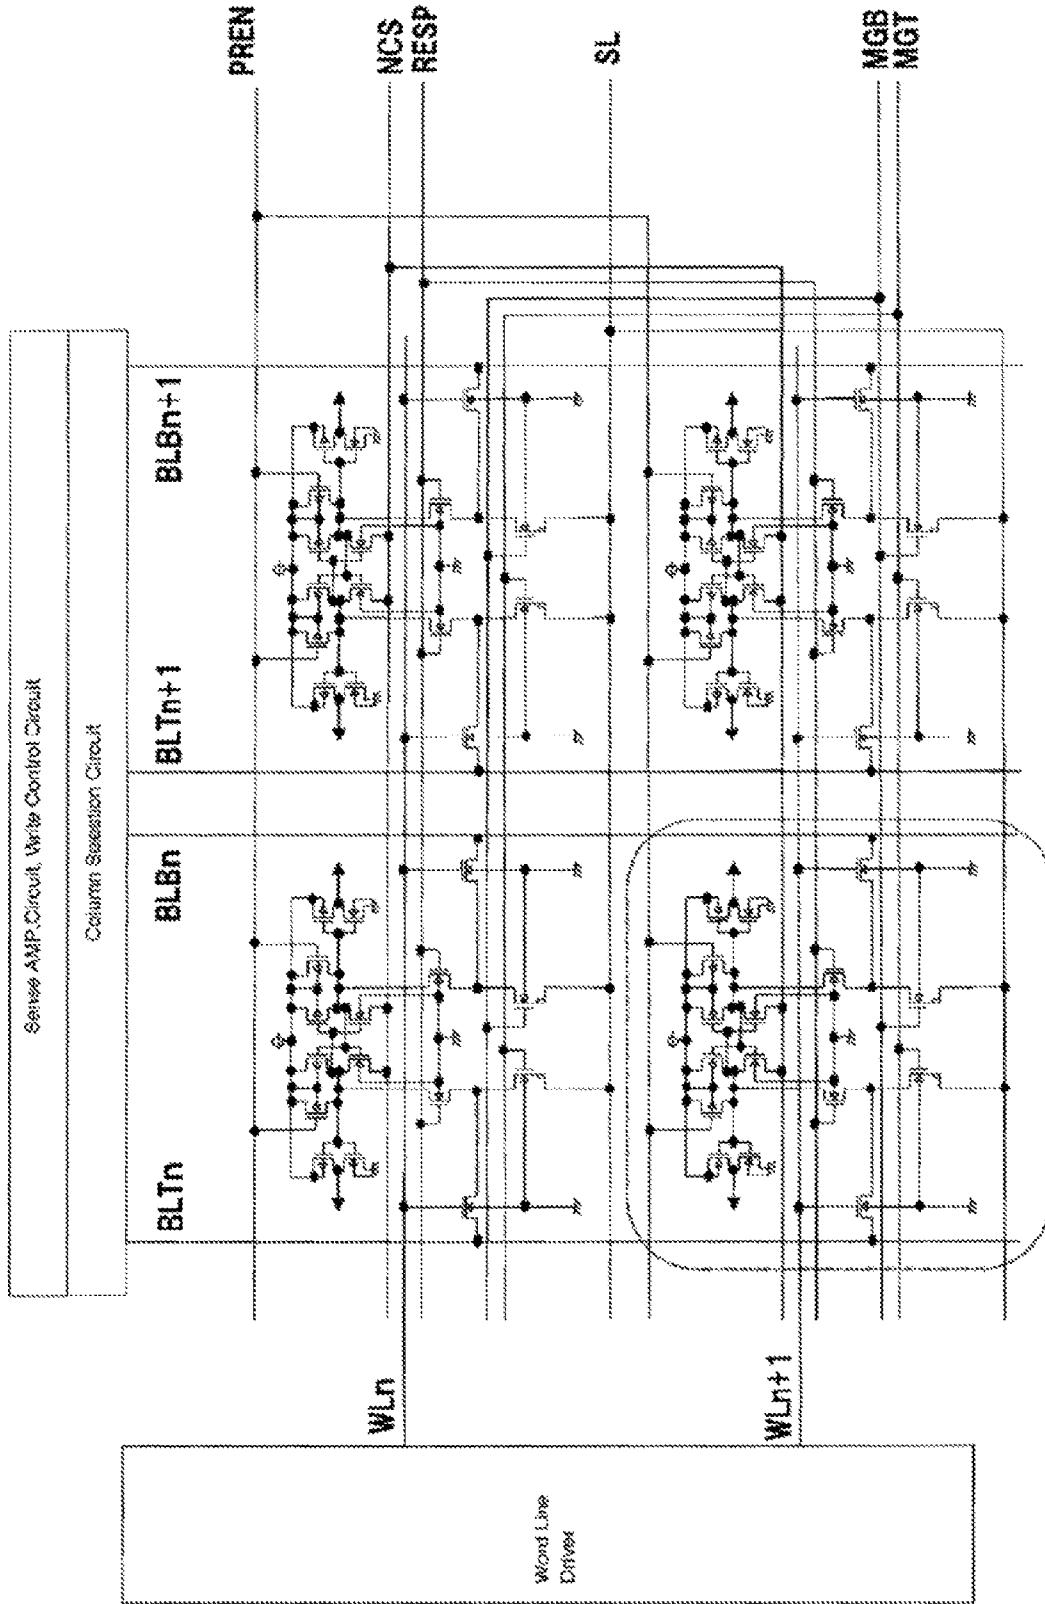 Sense AMP.Circuit, Write Control Circuit
Column Seection Circuit
BLTn
BLBn
BLTn+1
BLBn+1
PREN
NCS
RESP
SL
MGB
MGT
WLn
WLn+1
Word Line
Driver